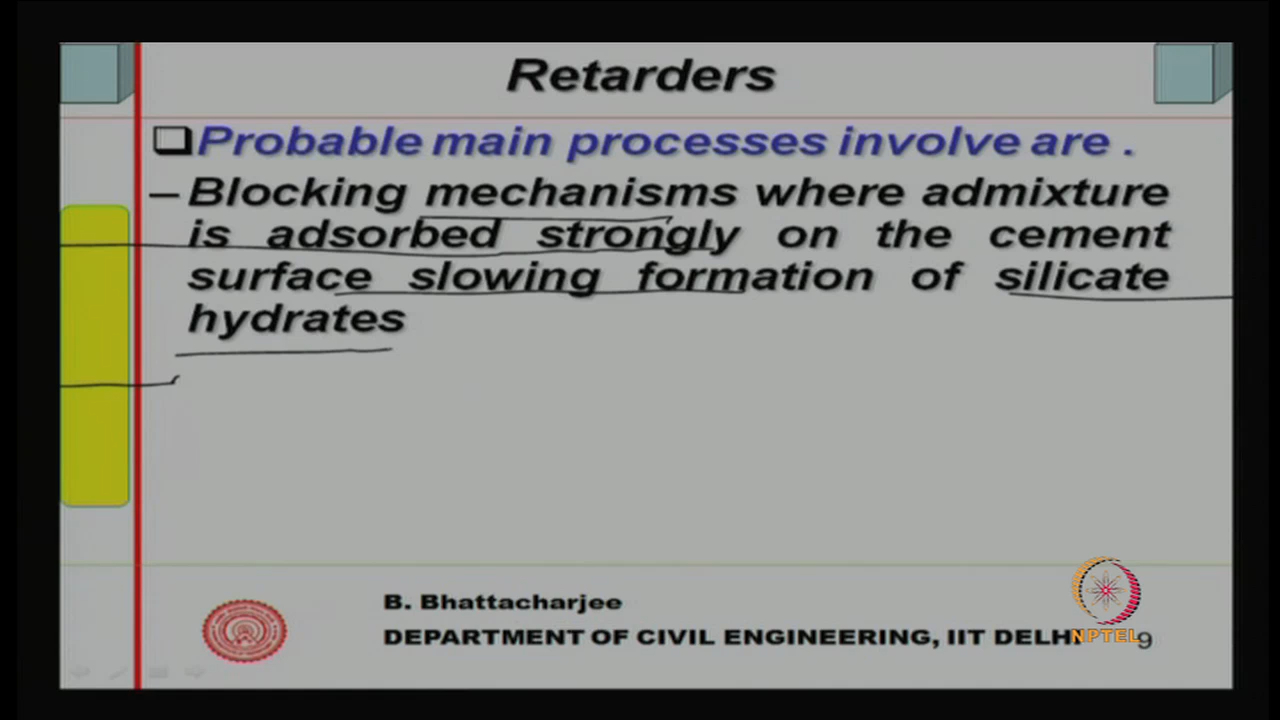 Retarders
❑Probable main processes involve are .
– Blocking mechanisms where admixture
is adsorbed strongly on the cement
surface slowing formation of silicate
hydrates
B. Bhattacharjee
DEPARTMENT OF CIVIL ENGINEERING, IIT DELHI
NPTEL
9